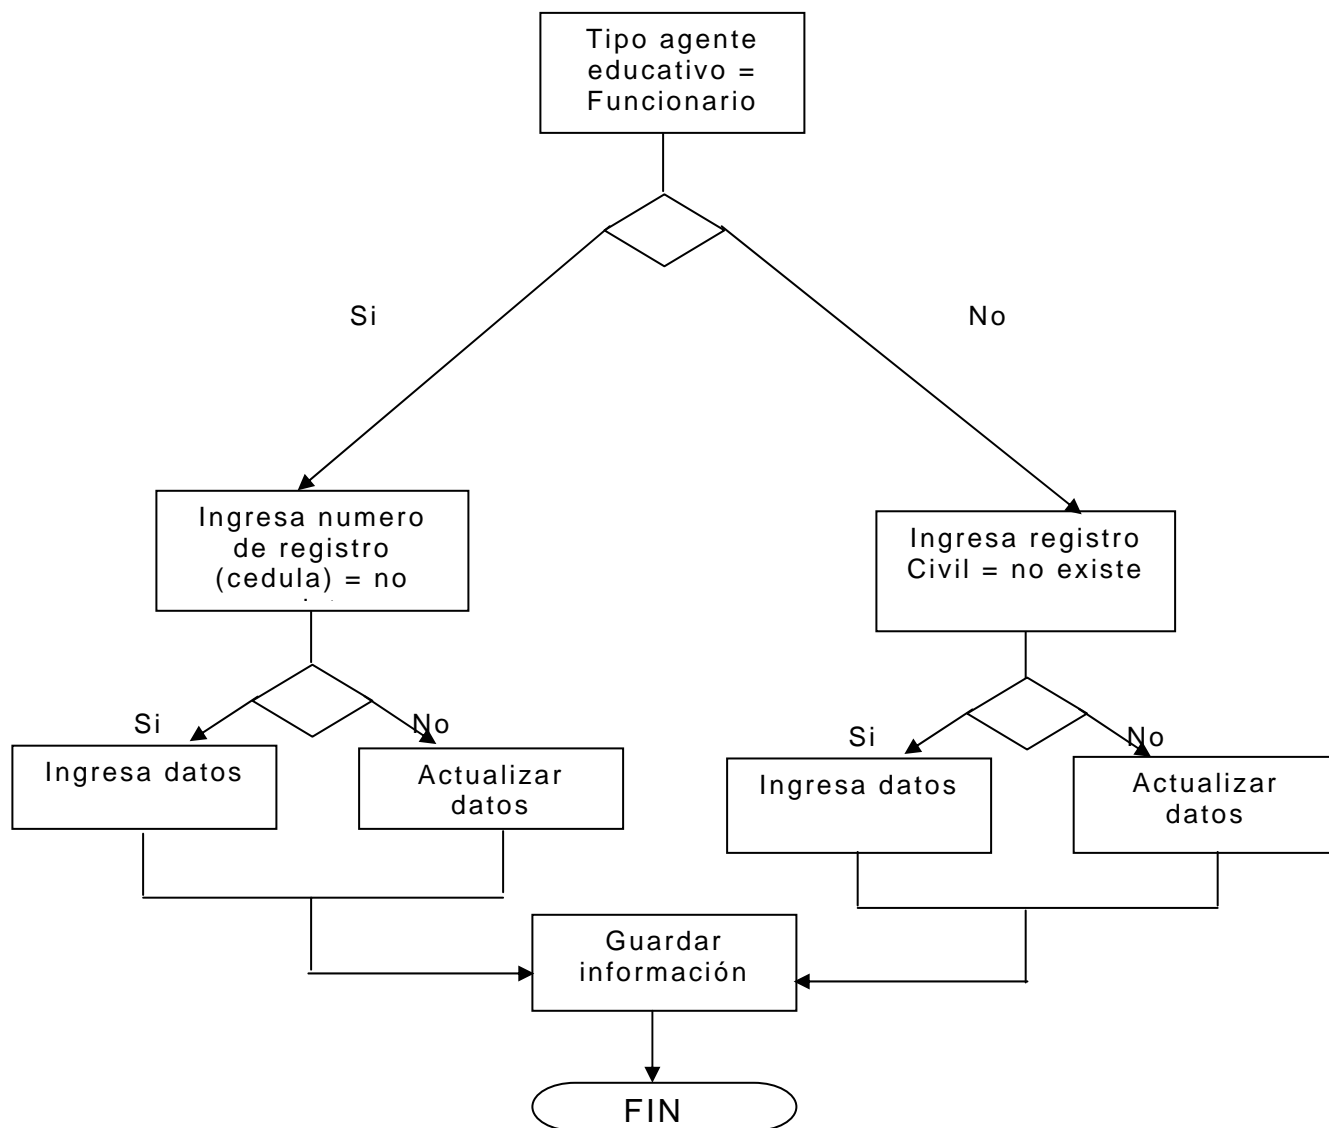 Tipo agente
educativo =
Funcionario
Si
No
Ingresa numero
de registro
(cedula) = no
Ingresa registro
Civil = no existe
Si
No
Si
No
Ingresa datos
Actualizar
datos
Ingresa datos
Actualizar
datos
Guardar
información
FIN